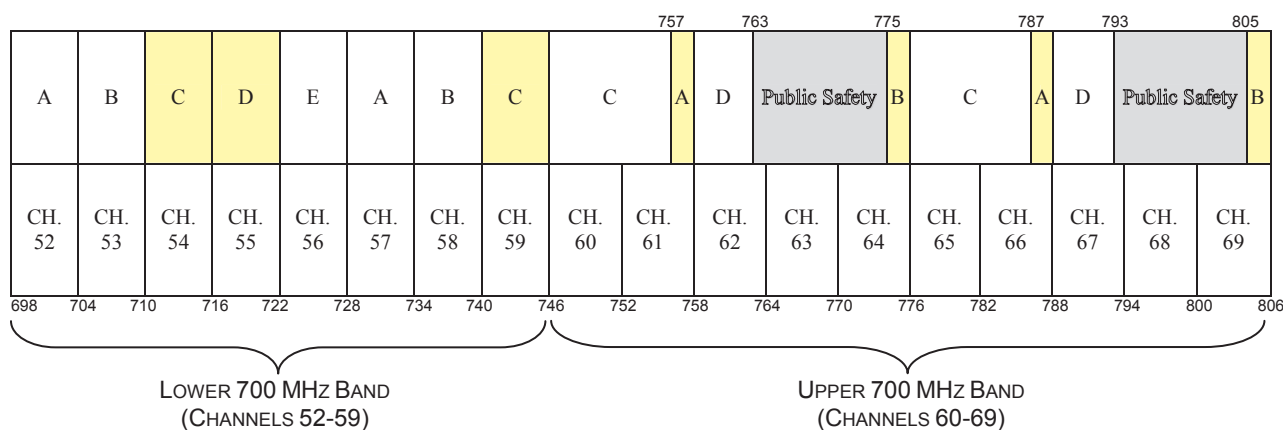 757 763 775 787 793 805
A B C D E A B C C A D Public Safety B C A D Public Safety B
CH. CH. CH. CH. CH. CH. CH. CH. CH. CH. CH. CH. CH. CH. CH. CH. CH. CH.
52 53 54 55 56 57 58 59 60 61 62 63 64 65 66 67 68 69
698 704 710 716 722 728 734 740 746 752 758 764 770 776 782 788 794 800 806
LOWER 700 MHZ BAND
(CHANNELS 52-59)
UPPER 700 MHZ BAND
(CHANNELS 60-69)